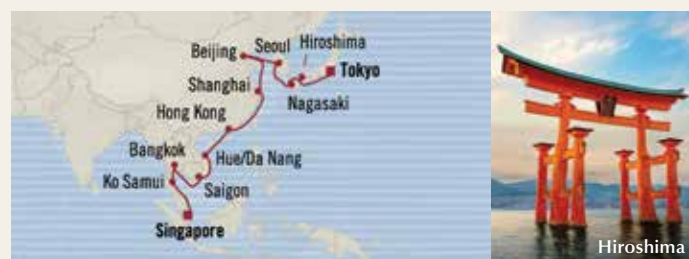 Beijing
Seoul
Hiroshima
Tokyo
Shanghai
Nagasaki
Hong Kong
Bangkok
Hue/Da Nang
Ko Samui
Saigon
Singapore
Hiroshima